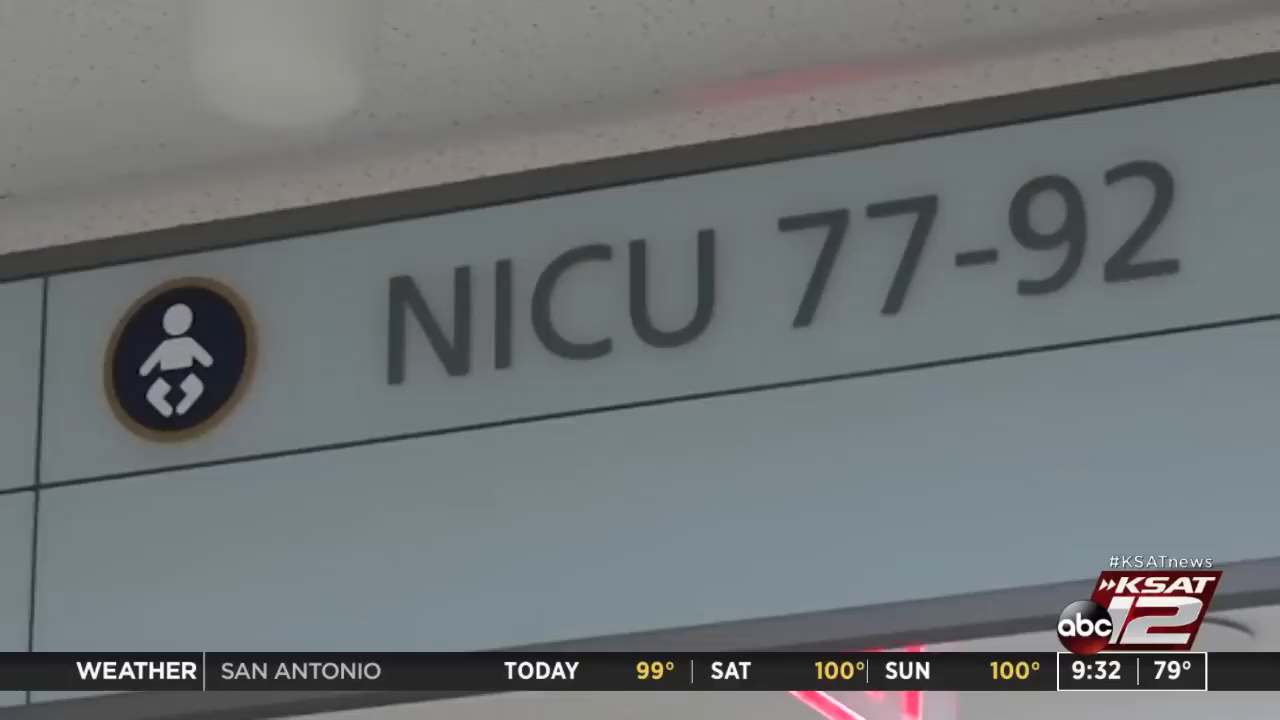 NICU 77-92
#KSATnews
KSAT
abc 12
WEATHER SAN ANTONIO TODAY 99° SAT 100° SUN 100° 9:32 79°